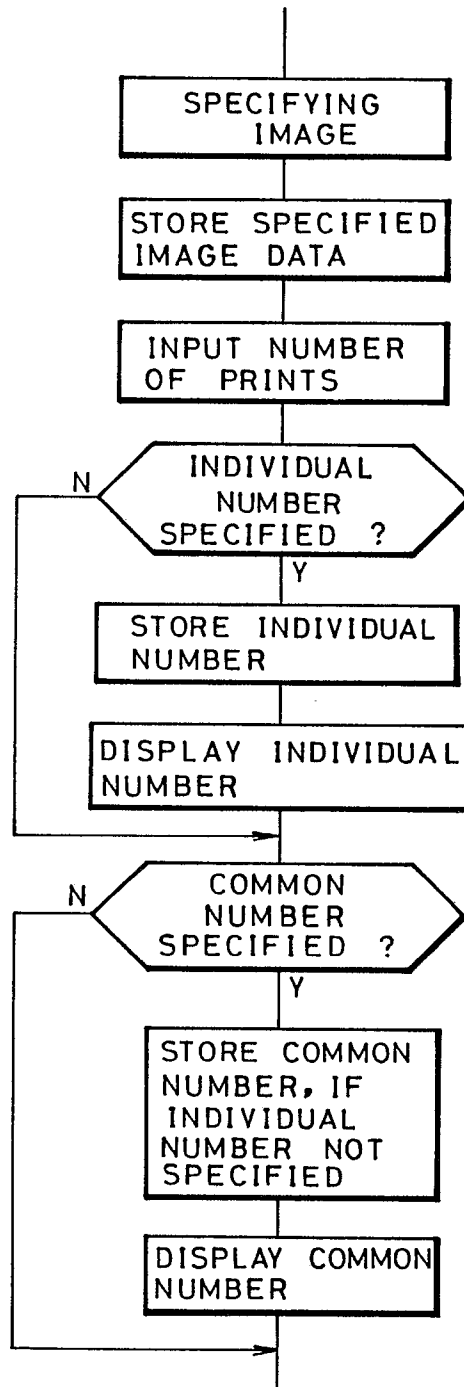 SPECIFYING
IMAGE
STORE SPECIFIED
IMAGE DATA
INPUT NUMBER
OF PRINTS
INDIVIDUAL
NUMBER
SPECIFIED ?
N
Y
STORE INDIVIDUAL
NUMBER
DISPLAY INDIVIDUAL
NUMBER
COMMON
NUMBER
SPECIFIED ?
N
Y
STORE COMMON
NUMBER, IF
INDIVIDUAL
NUMBER NOT
SPECIFIED
DISPLAY COMMON
NUMBER